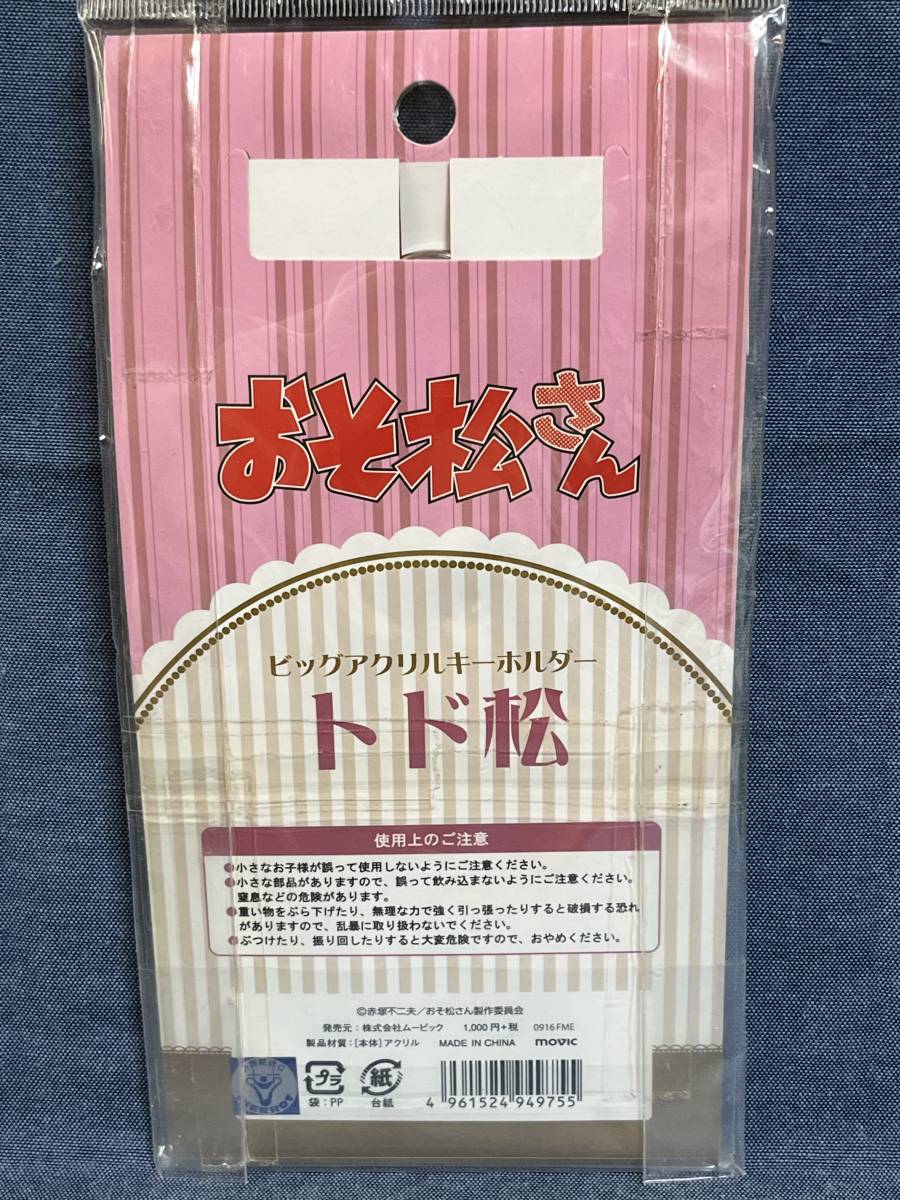 おそ松さん
ビッグアクリルキーホルダー
トド松
使用上のご注意
●小さなお子様が誤って使用しないようにご注意ください。
●小さな部品がありますので、誤って飲み込まないようにご注意ください。
窒息などの危険があります。
●重い物をぶら下げたり、無理な力で強く引っ張ったりすると破損する恐れ
がありますので、乱暴に取り扱わないでください。
●ぶつけたり、振り回したりすると大変危険ですので、おやめください。
©赤塚不二夫／おそ松さん製作委員会
発売元：株式会社ムービック 1,000円+税 0916FME
製品材質：[本体]アクリル MADE IN CHINA movic
プラ
袋：PP
紙
台紙
4 961524 949755